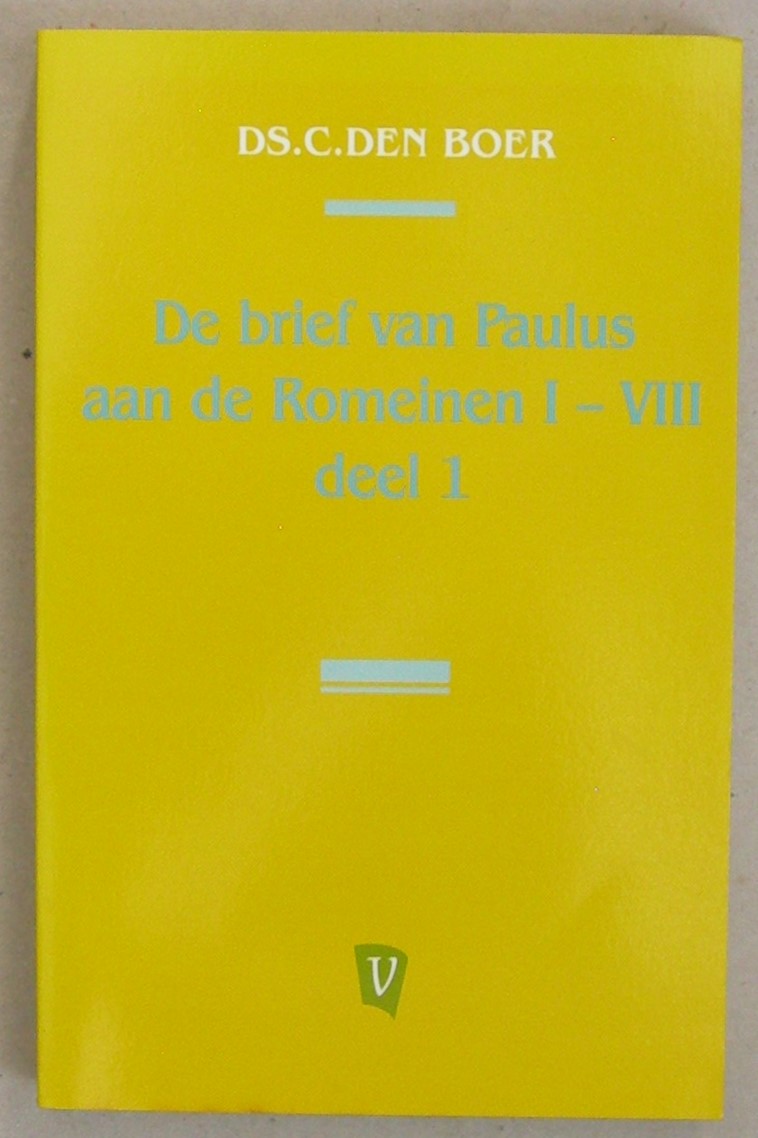 DS.C.DEN BOER
De brief van Paulus
aan de Romeinen I – VIII
deel 1
V